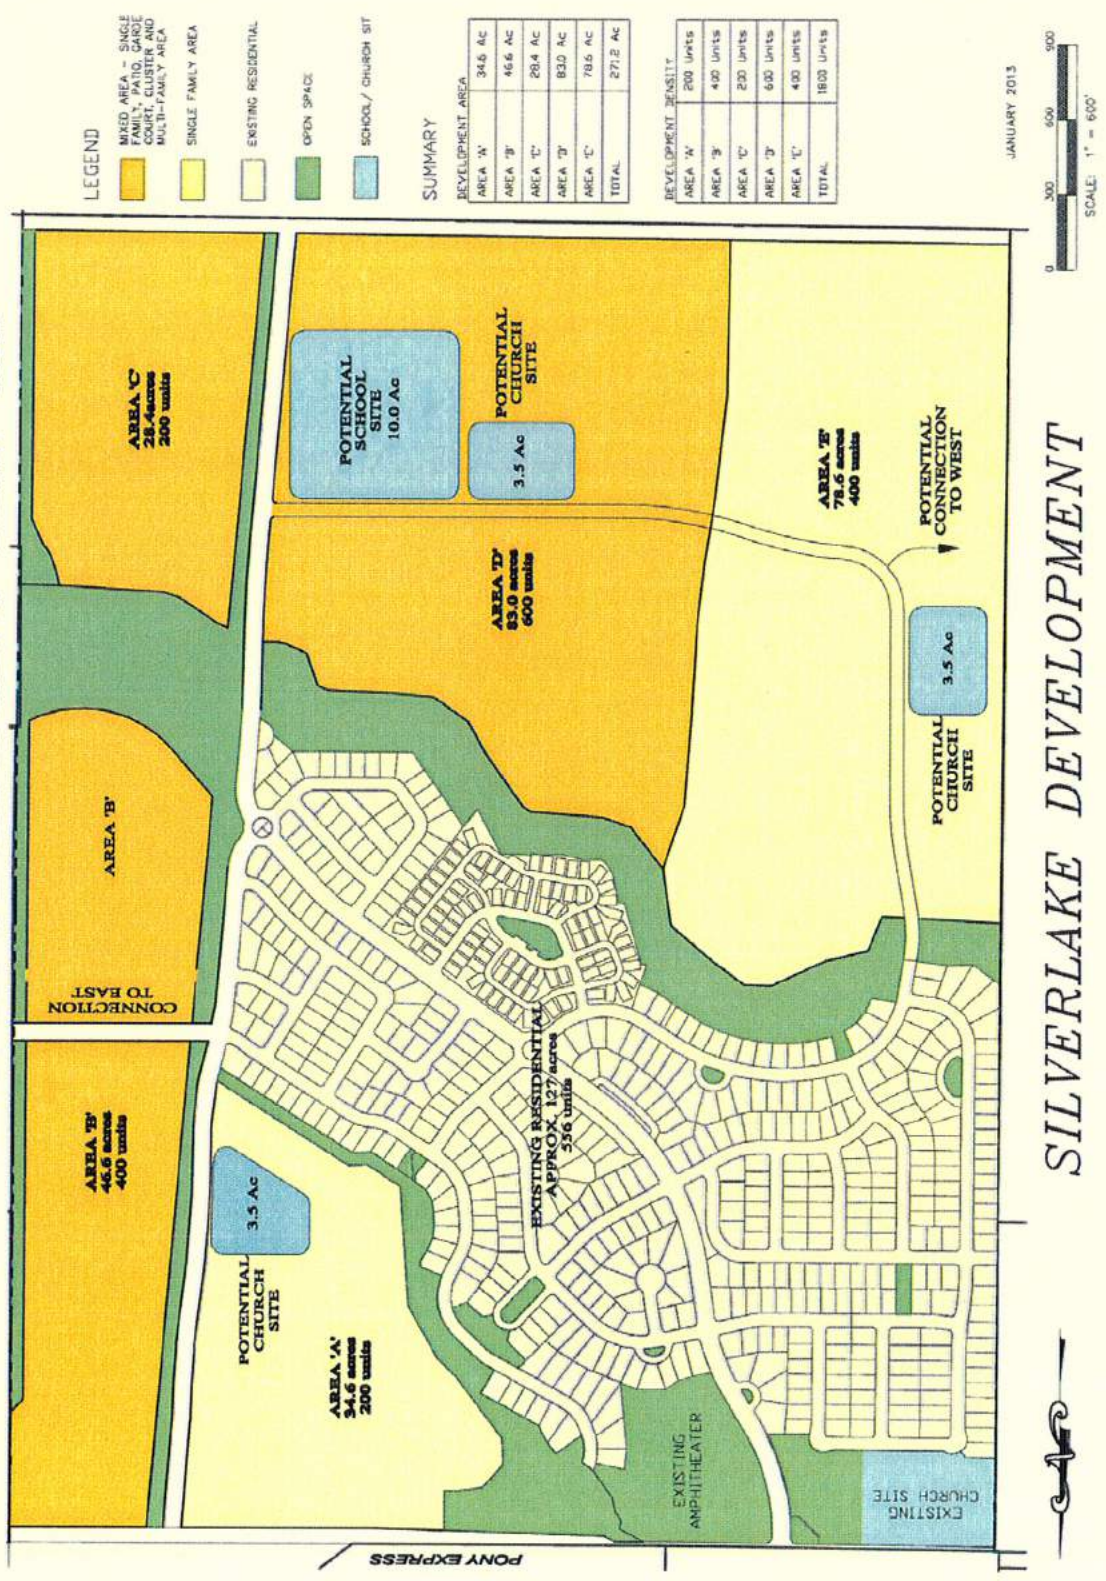 LEGEND
MIXED AREA - SINGLE
FAMILY, PATIO, GARDE
COURT, CLUSTER AND
MULTI-FAMILY AREA
SINGLE FAMILY AREA
EXISTING RESIDENTIAL
OPEN SPACE
SCHOOL/ CHURCH SIT
SUMMARY
DEVELOPMENT AREA
AREA 'A' 34.6 Ac
AREA 'B' 46.6 Ac
AREA 'C' 28.4 Ac
AREA 'D' 83.0 Ac
AREA 'C' 78.6 Ac
TOTAL 271.2 Ac
DEVELOPMENT DENSITY
AREA 'A' 200 Units
AREA 'B' 400 Units
AREA 'C' 200 Units
AREA 'D' 600 Units
AREA 'C' 400 Units
TOTAL 1800 Units
JANUARY 2013
0 300 600 900
SCALE: 1" = 600'
AREA 'B'
46.6 acres
400 units
CONNECTION
TO EAST
AREA 'B'
AREA 'C'
28.4acres
200 units
POTENTIAL
CHURCH
SITE
3.5 Ac
AREA 'A'
34.6 acres
200 units
POTENTIAL
SCHOOL
SITE
10.0 Ac
3.5 Ac
POTENTIAL
CHURCH
SITE
AREA 'D'
83.0 acres
600 units
EXISTING RESIDENTIAL
APPROX. 127 acres
556 units
AREA 'E'
78.6 acres
400 units
POTENTIAL
CONNECTION
TO WEST
POTENTIAL
CHURCH
SITE
3.5 Ac
EXISTING
AMPHITHEATER
EXISTING
CHURCH SITE
PONY EXPRESS
SILVERLAKE DEVELOPMENT